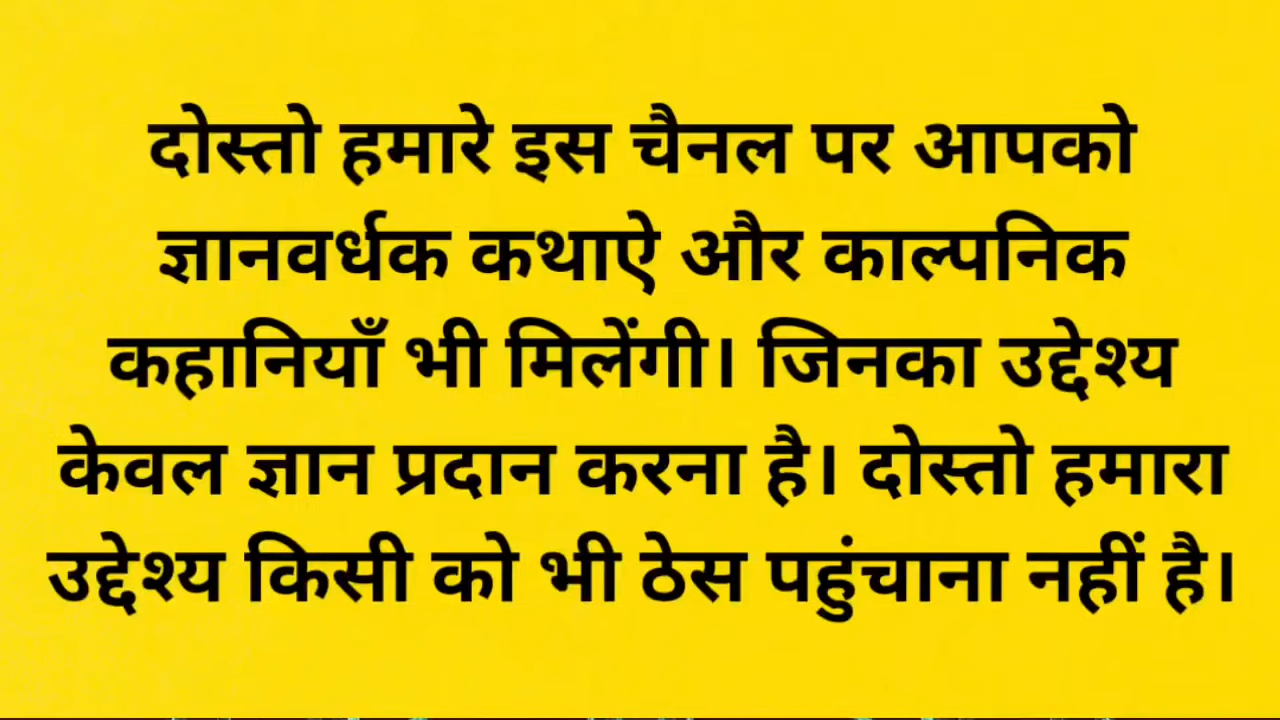 दोस्तो हमारे इस चैनल पर आपको
ज्ञानवर्धक कथाऐ और काल्पनिक
कहानियाँ भी मिलेंगी। जिनका उद्देश्य
केवल ज्ञान प्रदान करना है। दोस्तो हमारा
उद्देश्य किसी को भी ठेस पहुंचाना नहीं है।